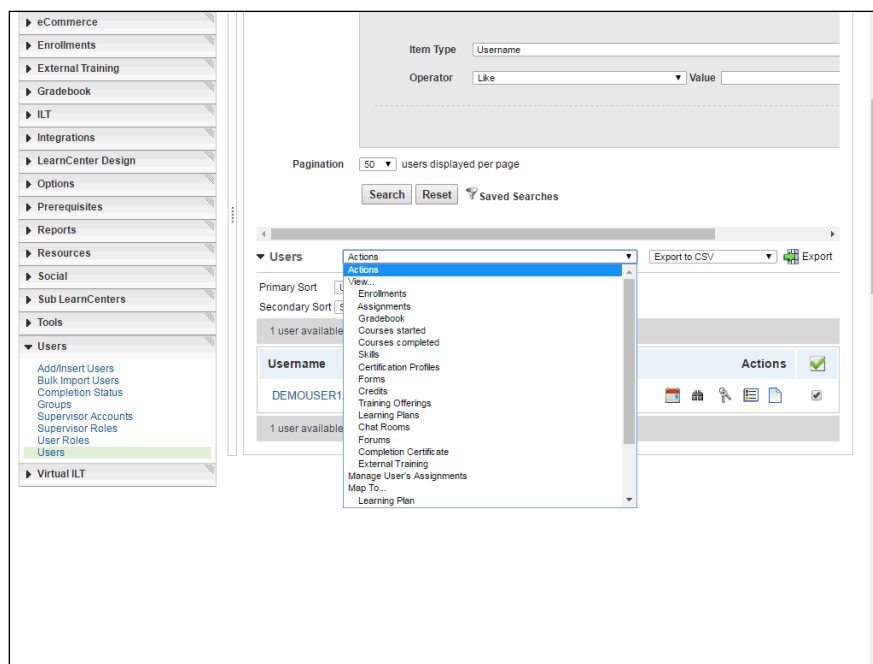 eCommerce
Enrollments
External Training
Gradebook
ILT
Integrations
LearnCenter Design
Options
Prerequisites
Reports
Resources
Social
Sub LearnCenters
Tools
Users
Add/Insert Users
Bulk Import Users
Completion Status
Groups
Supervisor Accounts
Supervisor Roles
User Roles
Users
Virtual ILT
Item Type Username
Operator Like Value
Pagination 50 users displayed per page
Search Reset Saved Searches
Users Actions Export to CSV Export
Primary Sort
Secondary Sort
1 user available
Username Actions
DEMOUSER1
1 user available
Actions
View...
Enrollments
Assignments
Gradebook
Courses started
Courses completed
Skills
Certification Profiles
Forms
Credits
Training Offerings
Learning Plans
Chat Rooms
Forums
Completion Certificate
External Training
Manage User's Assignments
Map To...
Learning Plan